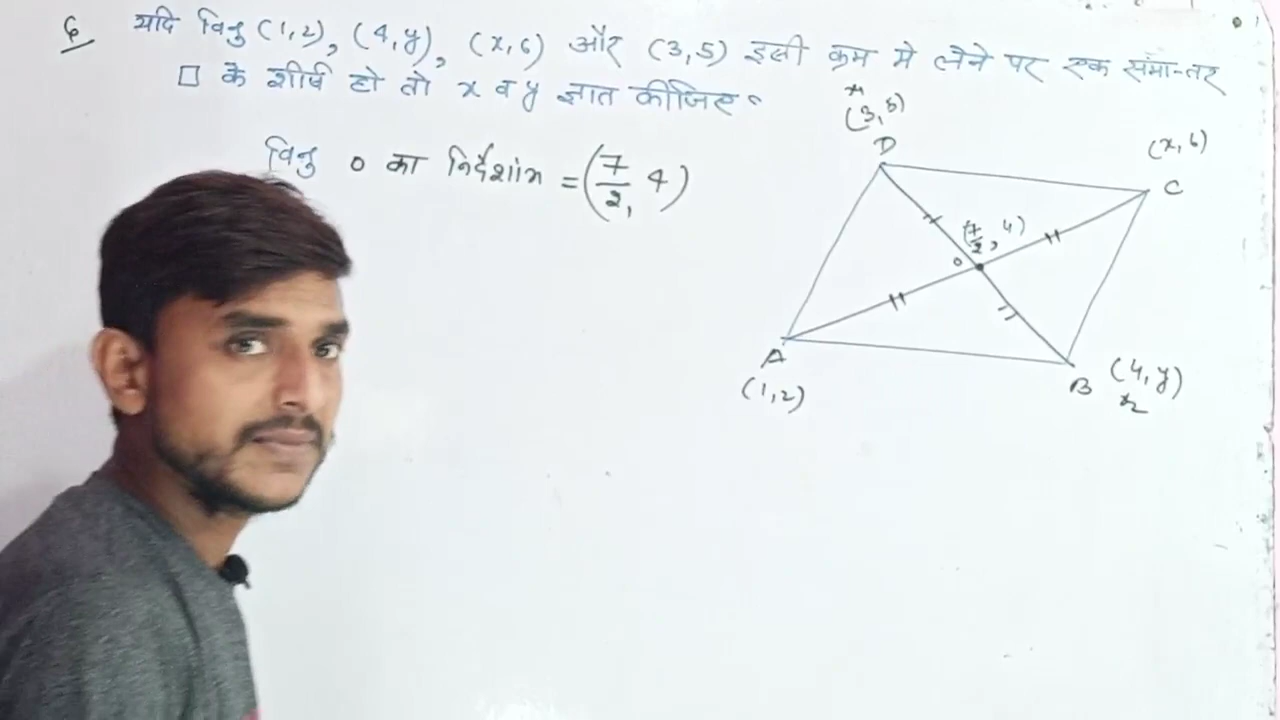 6 यदि विन्दु (1,2), (4,y), (x,6) और (3,5) इसी क्रम मे लेने पर एक समान्तर
□ के शीर्ष हो तो x व y ज्ञात कीजिए।
विन्दु O का निर्देशांक = (7/2, 4)
(3,5)
D
(x,6)
C
(7/2, 4)
O
A
(1,2)
B
(4,y)